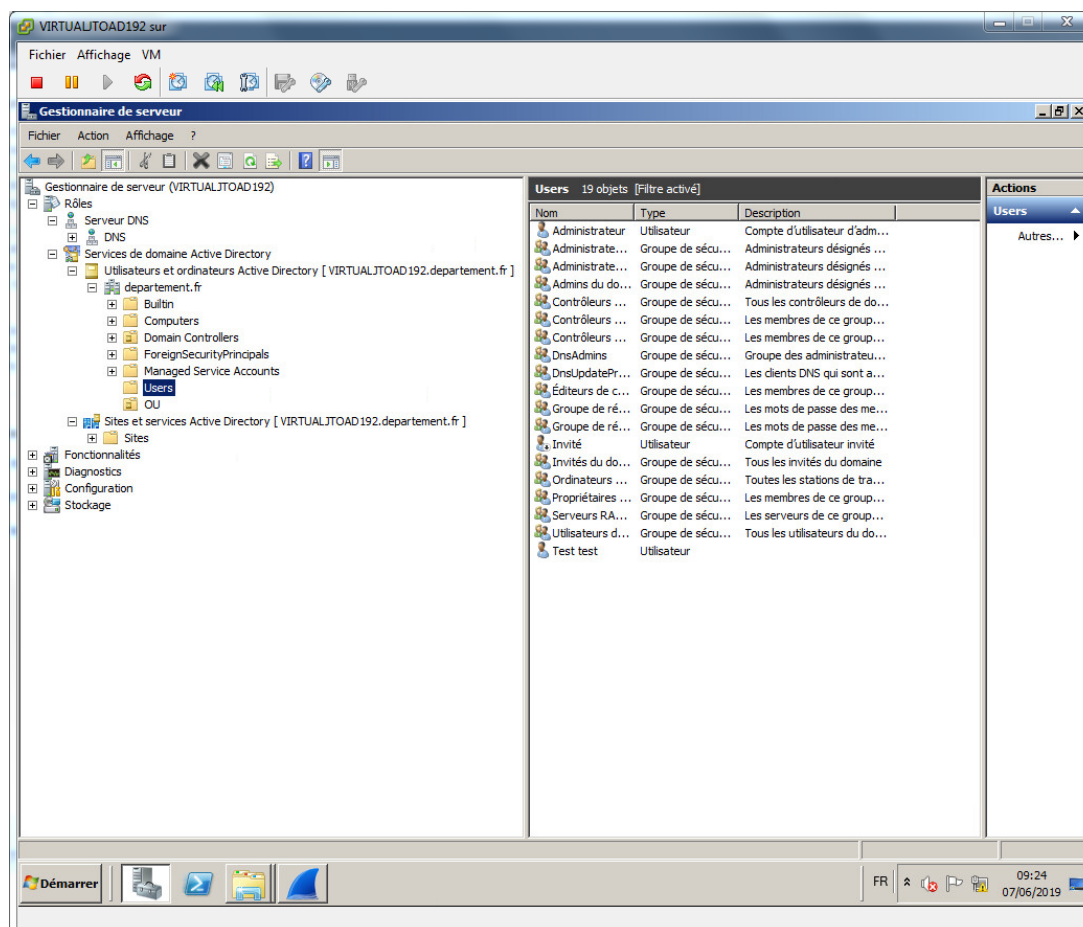 VIRTUALJTOAD192 sur
Fichier Affichage VM
Gestionnaire de serveur
Fichier Action Affichage ?
Gestionnaire de serveur (VIRTUALJTOAD192)
Rôles
Serveur DNS
DNS
Services de domaine Active Directory
Utilisateurs et ordinateurs Active Directory [ VIRTUALJTOAD192.departement.fr ]
departement.fr
Builtin
Computers
Domain Controllers
ForeignSecurityPrincipals
Managed Service Accounts
Users
OU
Sites et services Active Directory [ VIRTUALJTOAD192.departement.fr ]
Sites
Fonctionnalités
Diagnostics
Configuration
Stockage
Users 19 objets [Filtre activé]
Nom Type Description
Administrateur Utilisateur Compte d'utilisateur d'adm...
Administrate... Groupe de sécu... Administrateurs désignés ...
Administrate... Groupe de sécu... Administrateurs désignés ...
Admins du do... Groupe de sécu... Administrateurs désignés ...
Contrôleurs ... Groupe de sécu... Tous les contrôleurs de do...
Contrôleurs ... Groupe de sécu... Les membres de ce group...
Contrôleurs ... Groupe de sécu... Les membres de ce group...
DnsAdmins Groupe de sécu... Groupe des administrateu...
DnsUpdatePr... Groupe de sécu... Les clients DNS qui sont a...
Éditeurs de c... Groupe de sécu... Les membres de ce group...
Groupe de ré... Groupe de sécu... Les mots de passe des me...
Groupe de ré... Groupe de sécu... Les mots de passe des me...
Invité Utilisateur Compte d'utilisateur invité
Invités du do... Groupe de sécu... Tous les invités du domaine
Ordinateurs ... Groupe de sécu... Toutes les stations de tra...
Propriétaires ... Groupe de sécu... Les membres de ce group...
Serveurs RA... Groupe de sécu... Les serveurs de ce group...
Utilisateurs d... Groupe de sécu... Tous les utilisateurs du do...
Test test Utilisateur
Actions
Users
Autres...
Démarrer
FR
09:24
07/06/2019